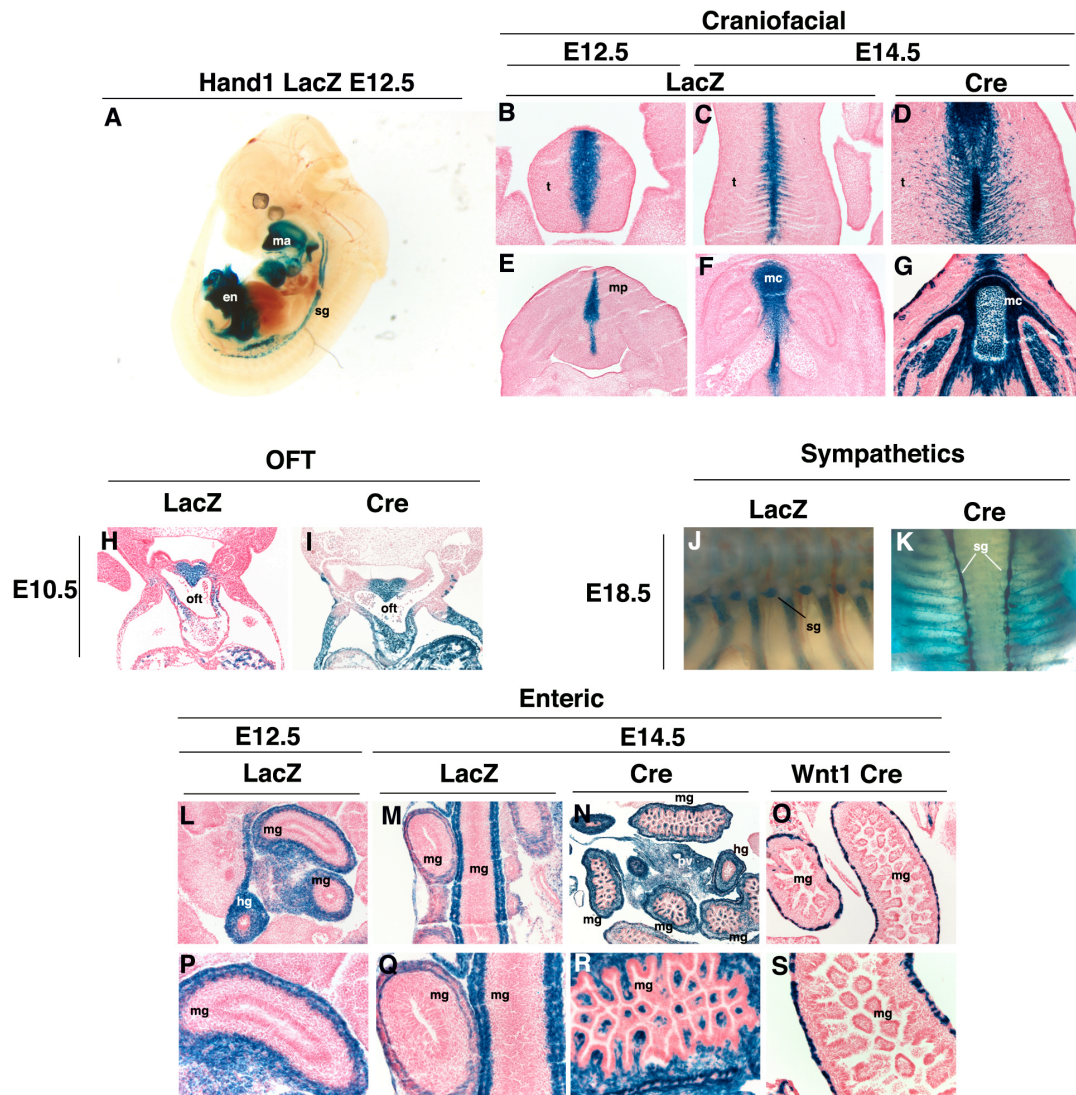 Craniofacial
E12.5 E14.5
Hand1 LacZ E12.5
LacZ Cre
A
ma
en
sg
B
t
C
t
D
t
E
mp
F
mc
G
mc
OFT
Sympathetics
LacZ Cre
LacZ Cre
E10.5
H
oft
I
oft
E18.5
J
sg
K
sg
Enteric
E12.5 E14.5
LacZ LacZ Cre Wnt1 Cre
L
mg
mg
hg
M
mg
mg
N
mg
hg
pv
mg
mg
mg
O
mg
mg
P
mg
Q
mg
mg
R
mg
S
mg